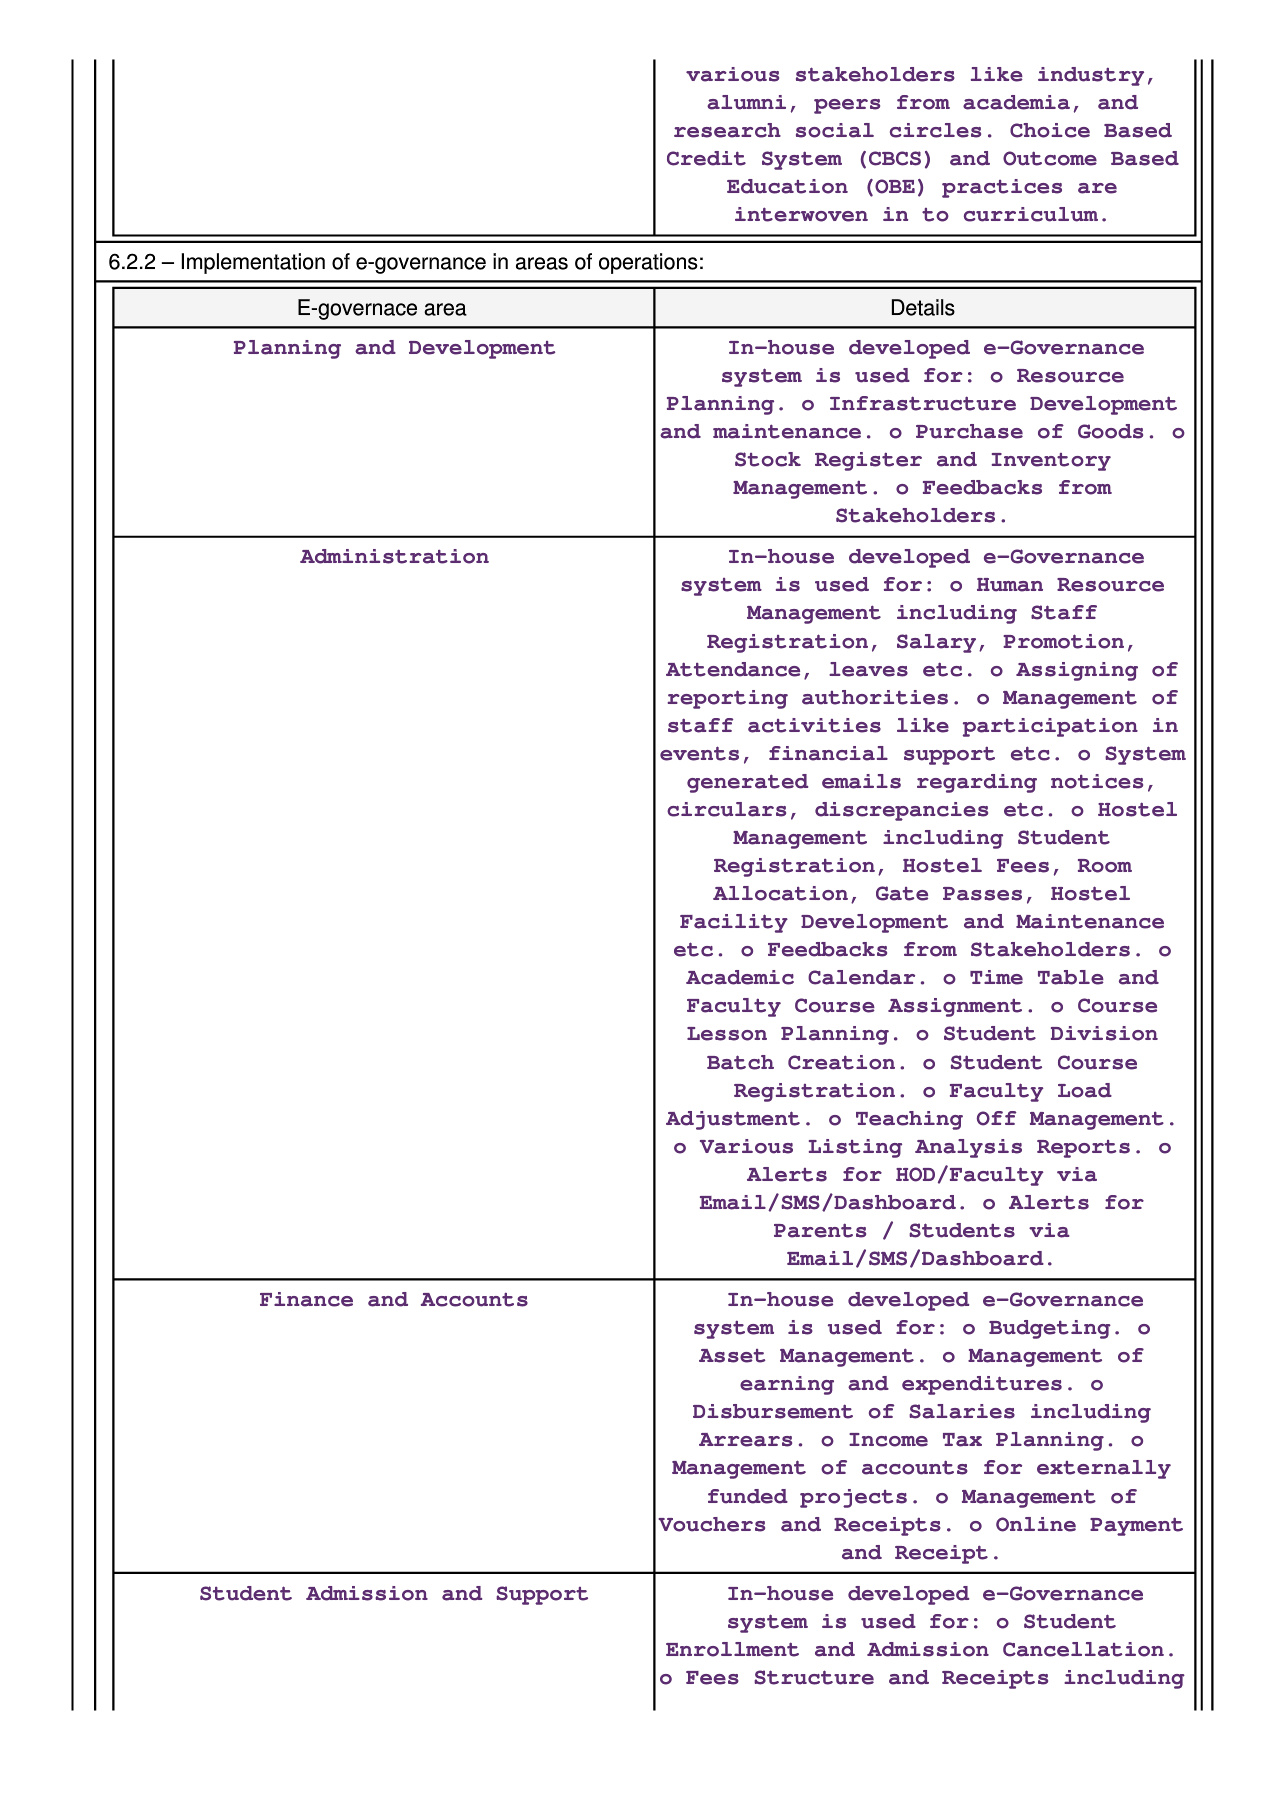 various stakeholders like industry,
alumni, peers from academia, and
research social circles. Choice Based
Credit System (CBCS) and Outcome Based
Education (OBE) practices are
interwoven in to curriculum.
6.2.2 – Implementation of e-governance in areas of operations:
E-governace area Details
Planning and Development In-house developed e-Governance
system is used for: o Resource
Planning. o Infrastructure Development
and maintenance. o Purchase of Goods. o
Stock Register and Inventory
Management. o Feedbacks from
Stakeholders.
Administration In-house developed e-Governance
system is used for: o Human Resource
Management including Staff
Registration, Salary, Promotion,
Attendance, leaves etc. o Assigning of
reporting authorities. o Management of
staff activities like participation in
events, financial support etc. o System
generated emails regarding notices,
circulars, discrepancies etc. o Hostel
Management including Student
Registration, Hostel Fees, Room
Allocation, Gate Passes, Hostel
Facility Development and Maintenance
etc. o Feedbacks from Stakeholders. o
Academic Calendar. o Time Table and
Faculty Course Assignment. o Course
Lesson Planning. o Student Division
Batch Creation. o Student Course
Registration. o Faculty Load
Adjustment. o Teaching Off Management.
o Various Listing Analysis Reports. o
Alerts for HOD/Faculty via
Email/SMS/Dashboard. o Alerts for
Parents / Students via
Email/SMS/Dashboard.
Finance and Accounts In-house developed e-Governance
system is used for: o Budgeting. o
Asset Management. o Management of
earning and expenditures. o
Disbursement of Salaries including
Arrears. o Income Tax Planning. o
Management of accounts for externally
funded projects. o Management of
Vouchers and Receipts. o Online Payment
and Receipt.
Student Admission and Support In-house developed e-Governance
system is used for: o Student
Enrollment and Admission Cancellation.
o Fees Structure and Receipts including